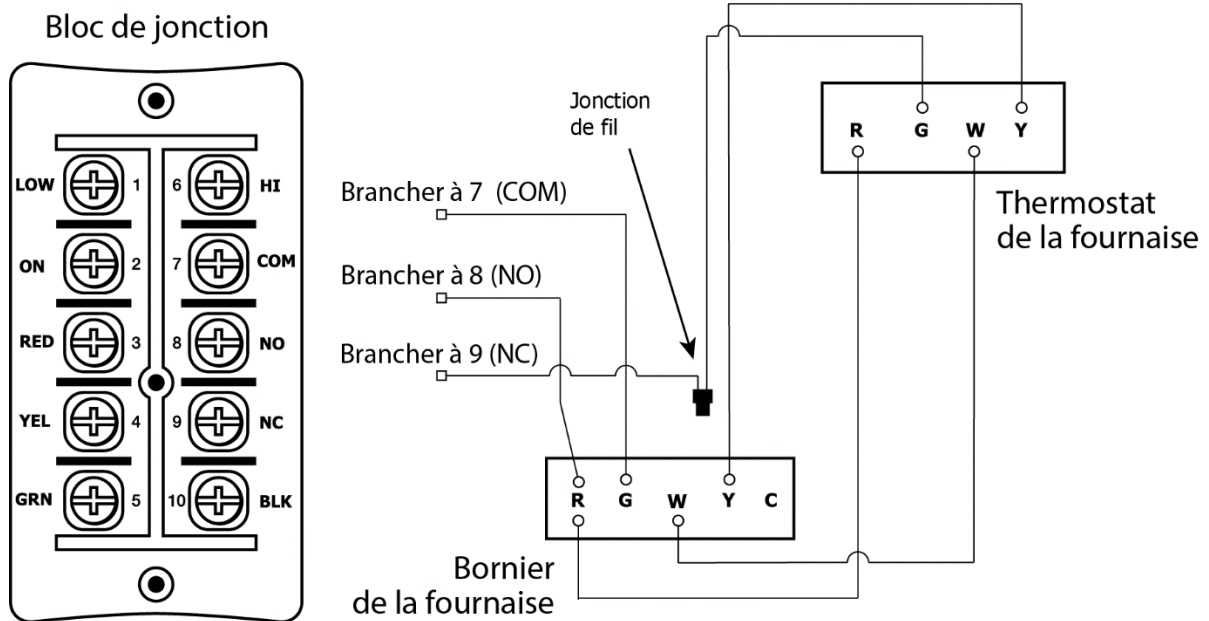 Bloc de jonction
LOW 1 6 HI
ON 2 7 COM
RED 3 8 NO
YEL 4 9 NC
GRN 5 10 BLK
Jonction
de fil
Brancher à 7 (COM)
Brancher à 8 (NO)
Brancher à 9 (NC)
R G W Y
Thermostat
de la fournaise
R G W Y C
Bornier
de la fournaise